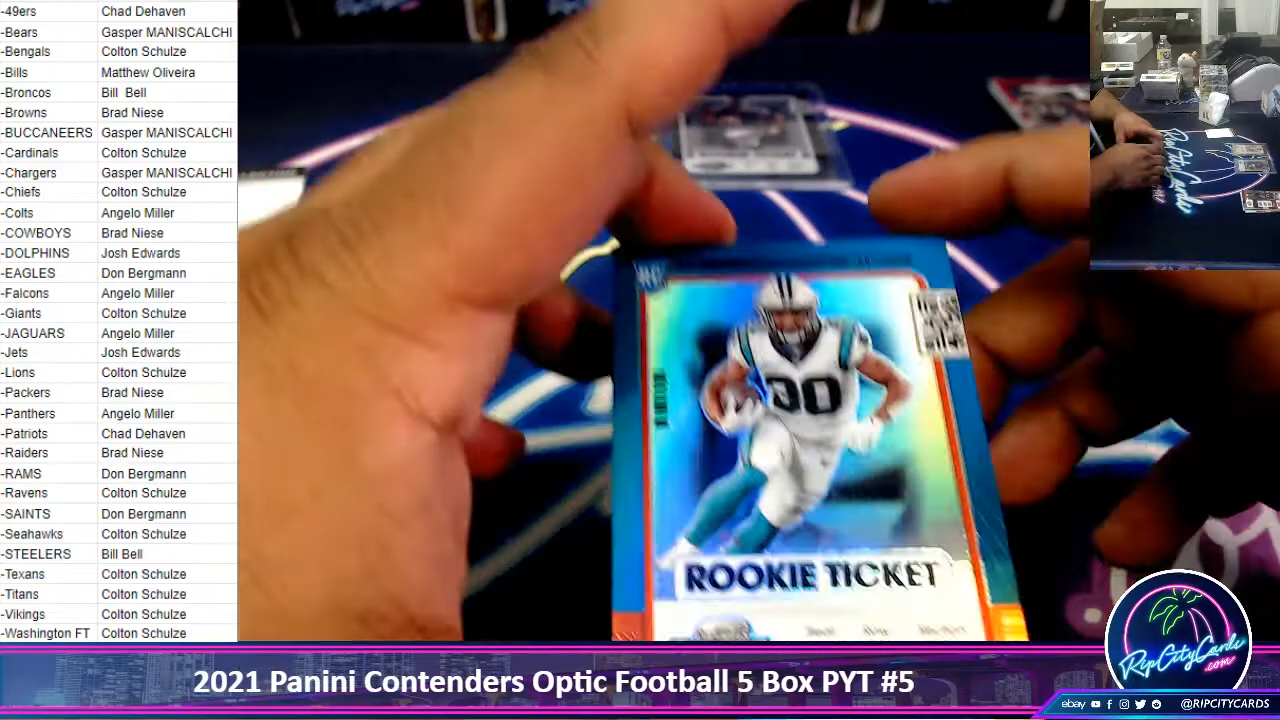 -49ers Chad Dehaven
-Bears Gasper MANISCALCHI
-Bengals Colton Schulze
-Bills Matthew Oliveira
-Broncos Bill Bell
-Browns Brad Niese
-BUCCANEERS Gasper MANISCALCHI
-Cardinals Colton Schulze
-Chargers Gasper MANISCALCHI
-Chiefs Colton Schulze
-Colts Angelo Miller
-COWBOYS Brad Niese
-DOLPHINS Josh Edwards
-EAGLES Don Bergmann
-Falcons Angelo Miller
-Giants Colton Schulze
-JAGUARS Angelo Miller
-Jets Josh Edwards
-Lions Colton Schulze
-Packers Brad Niese
-Panthers Angelo Miller
-Patriots Chad Dehaven
-Raiders Brad Niese
-RAMS Don Bergmann
-Ravens Colton Schulze
-SAINTS Don Bergmann
-Seahawks Colton Schulze
-STEELERS Bill Bell
-Texans Colton Schulze
-Titans Colton Schulze
-Vikings Colton Schulze
-Washington FT Colton Schulze
RipCityCards
30
ROOKIE TICKET
2021 Panini Contenders Optic Football 5 Box PYT #5
RipCityCards
.com
ebay @RIPCITYCARDS